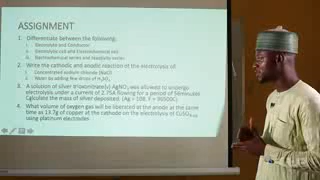 ASSIGNMENT
1. Differentiate between the following:
i. Electrolyte and Conductor
ii. Electrolyte cell and Electrochemical cell
iii. Electrochemical series and reactivity series
2. Write the cathodic and anodic reaction of the electrolysis of:
i. Concentrated sodium chloride (NaCl)
ii. Water by adding few drops of H₂SO₄
3. A solution of silver trioxonitrate(v) AgNO₃ was allowed to undergo
electrolysis under a current of 2.75A flowing for a period of 56minutes
Calculate the mass of silver deposited: (Ag = 108, F = 96500C)
4. What volume of oxygen gas will be liberated at the anode at the same
time as 13.7g of copper at the cathode on the electrolysis of CuSO₄
using platinum electrodes